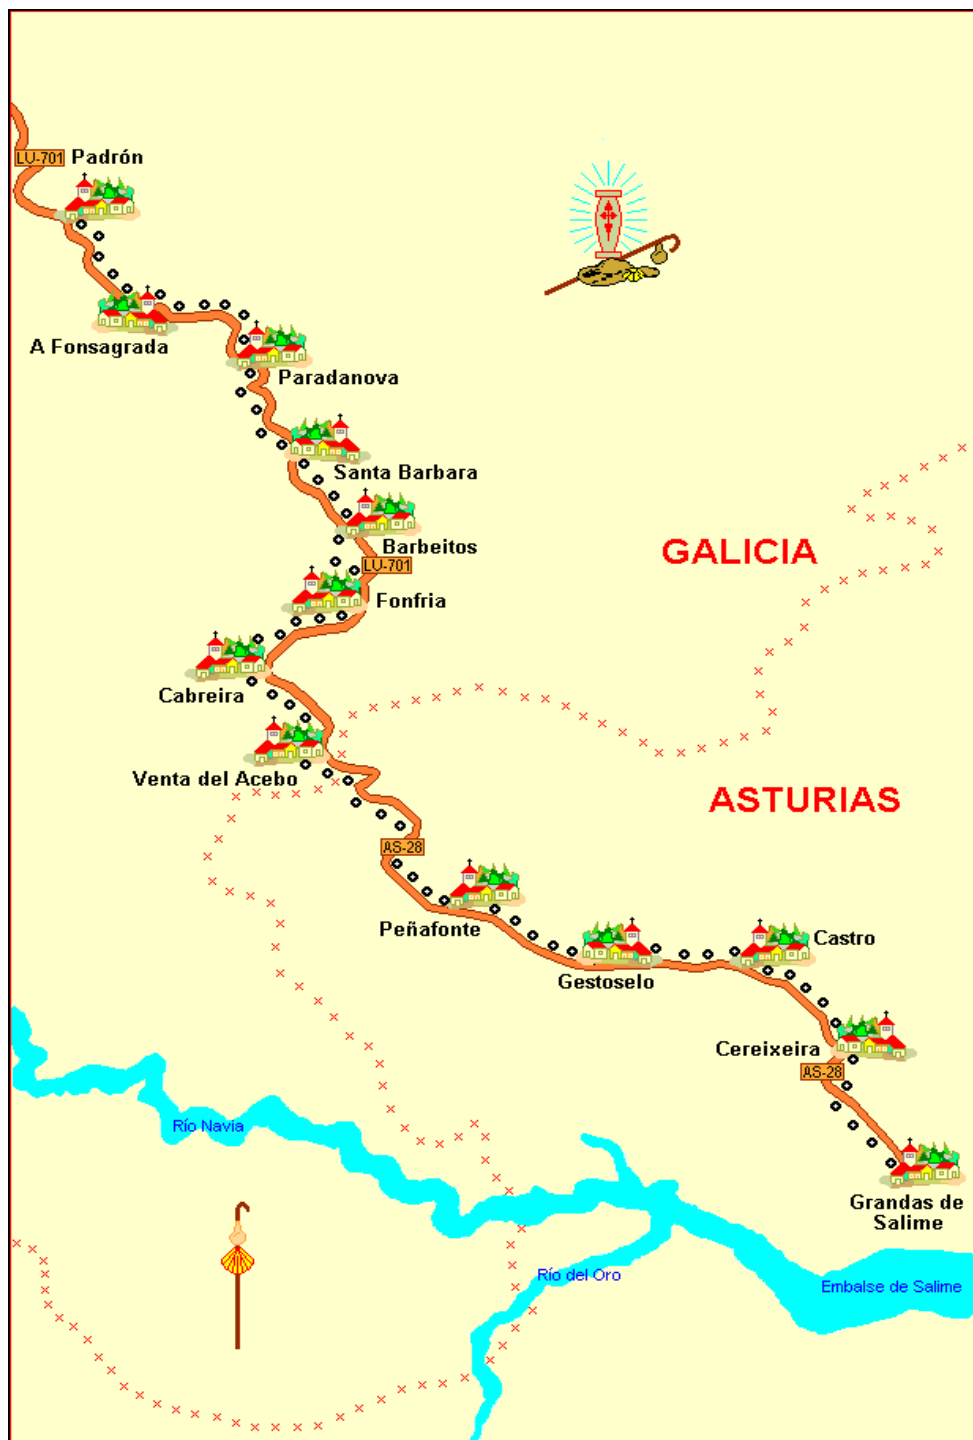 LU-701
Padrón
A Fonsagrada
Paradanova
Santa Barbara
Barbeitos
LU-701
GALICIA
Fonfria
Cabreira
Venta del Acebo
ASTURIAS
AS-28
Peñafonte
Castro
Gestoselo
Cereixeira
AS-28
Río Navia
Grandas de
Salime
Río del Oro
Embalse de Salime